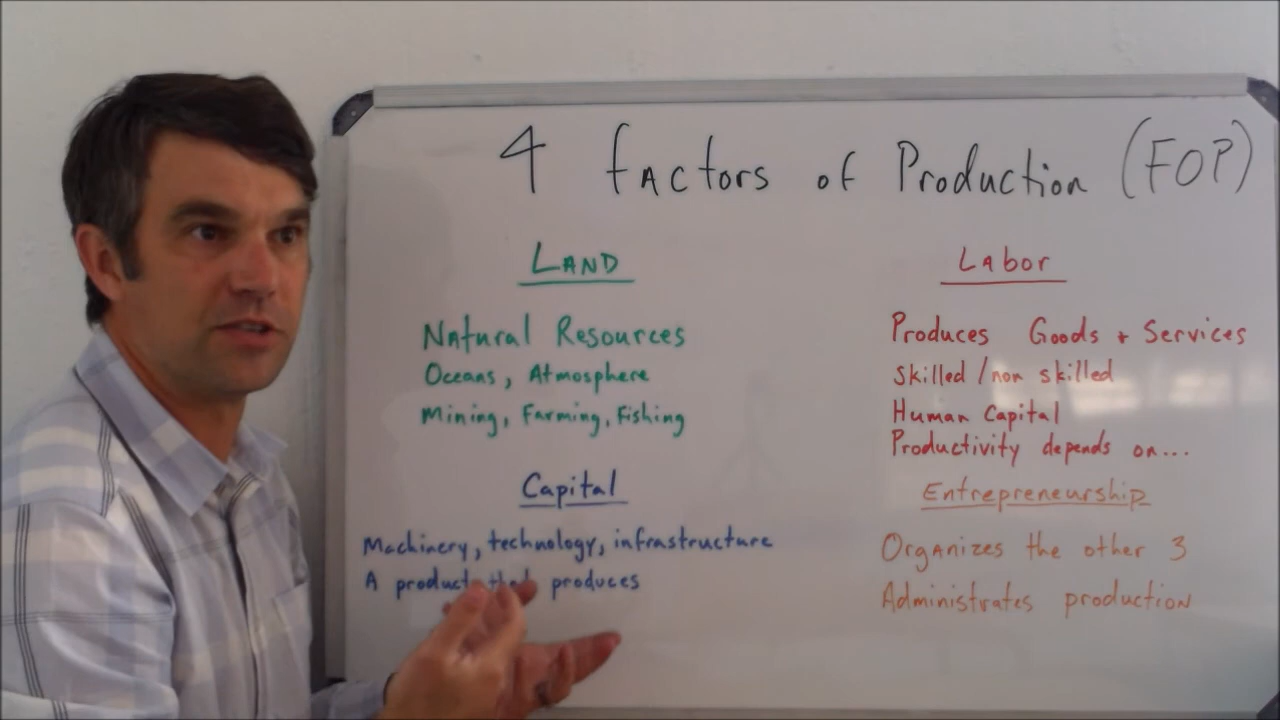 4 Factors of Production (FOP)
Land
Natural Resources
Oceans, Atmosphere
Mining, Farming, Fishing
Labor
Produces Goods + Services
Skilled / non skilled
Human Capital
Productivity depends on...
Capital
Machinery, technology, infrastructure
A product that produces
Entrepreneurship
Organizes the other 3
Administrates production